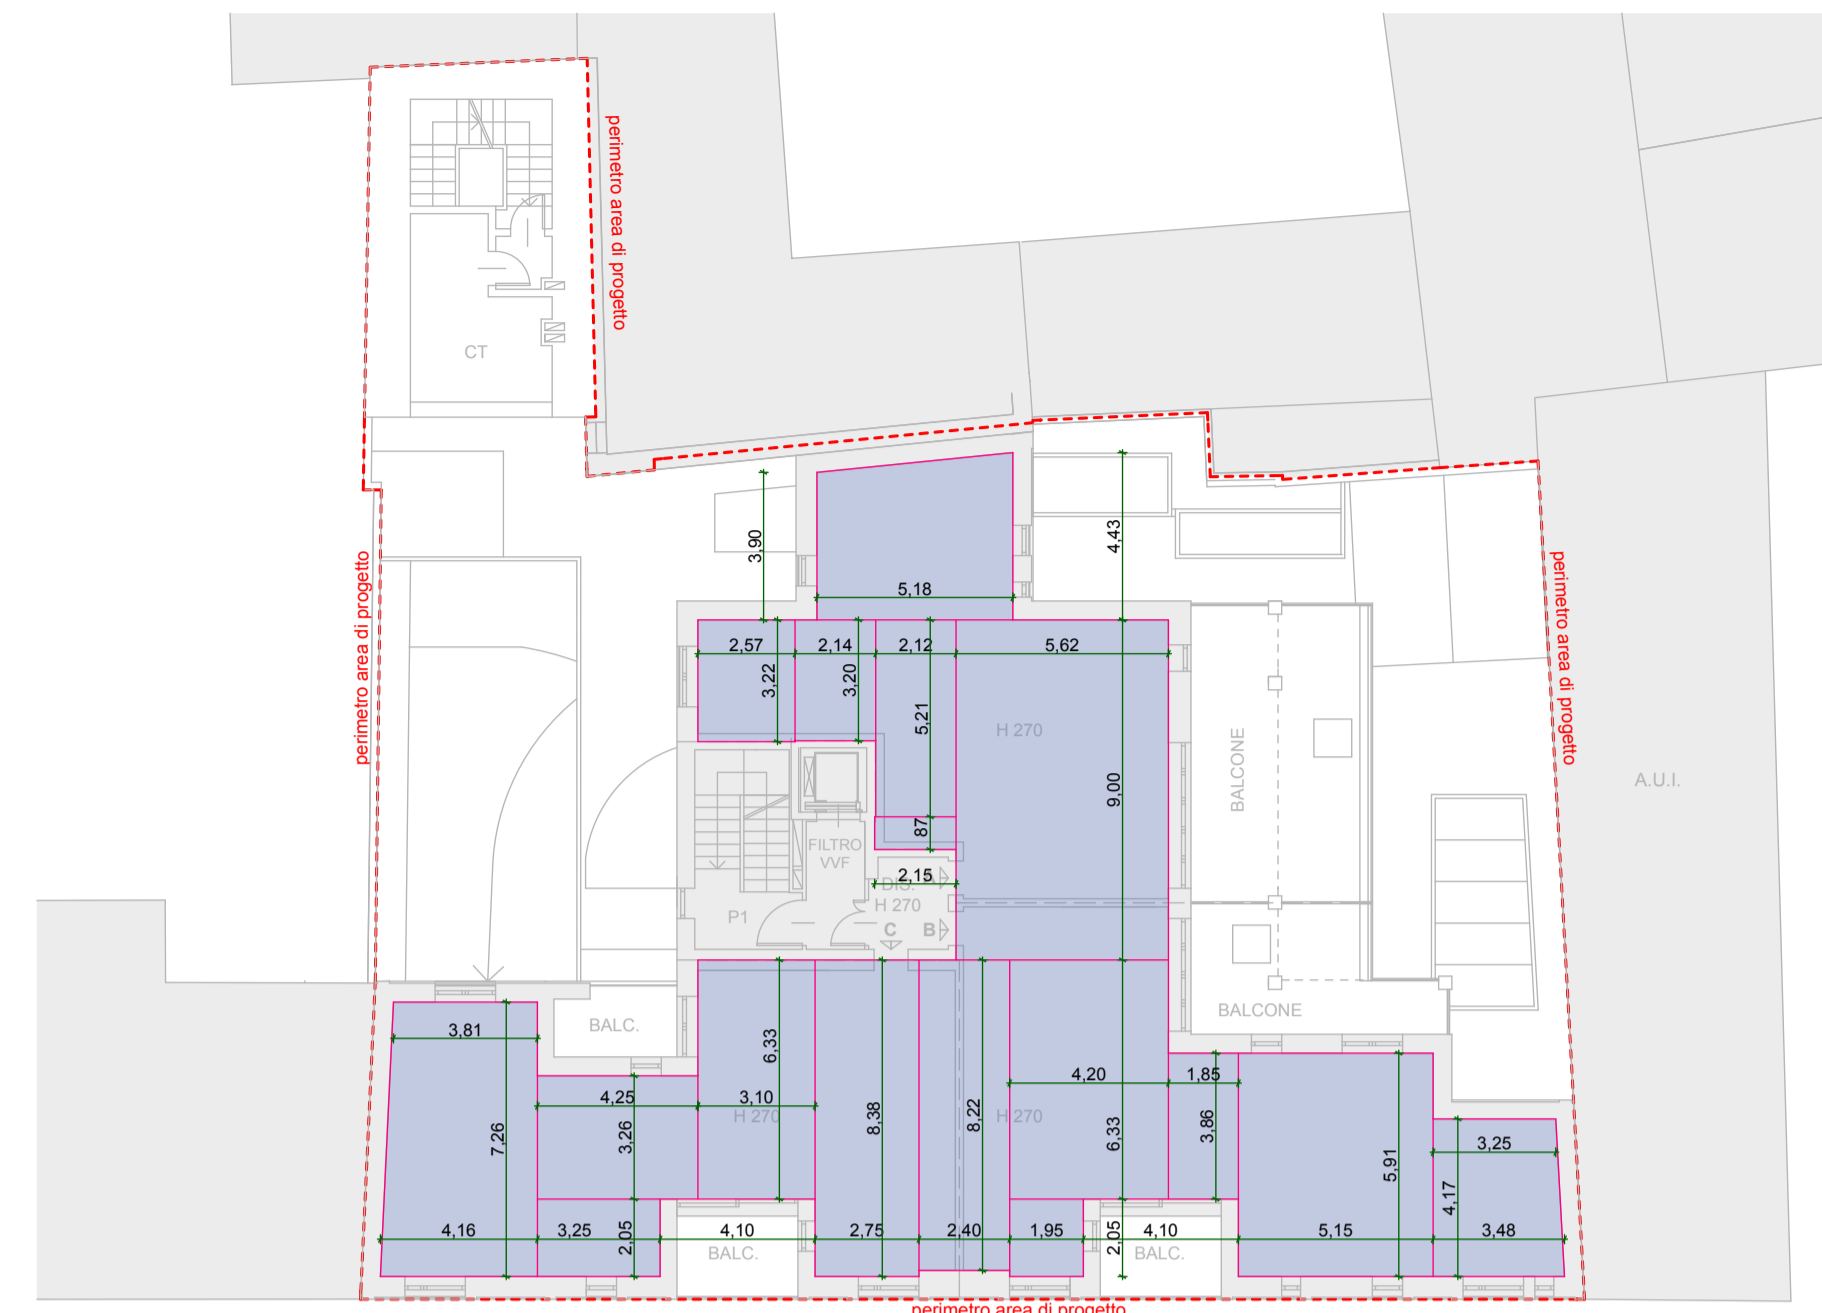 perimetro area di progetto
CT
3,90
4,43
5,18
perimetro area di progetto
perimetro area di progetto
2,57
2,14
2,12
5,62
3,22
3,20
5,21
H 270
BALCONE
A.U.I.
9,00
87
FILTRO
VVF
2,15
DIS.
A
H 270
P1
C
B
BALCONE
BALC.
3,81
6,33
4,25
3,10
4,20
1,85
H 270
H 270
7,26
3,26
8,38
8,22
6,33
3,86
5,91
3,25
4,17
4,16
3,25
2,05
4,10
2,75
2,40
1,95
2,05
4,10
5,15
3,48
BALC.
BALC.
perimetro area di progetto